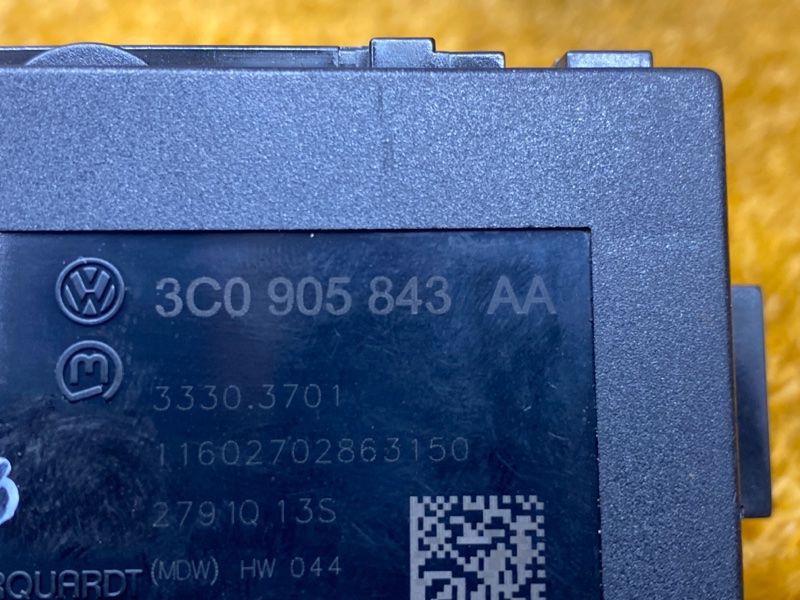 3C0 905 843 AA
3330.3701
11602702863150
2791Q 13S
RQUARDT (MDW) HW 044